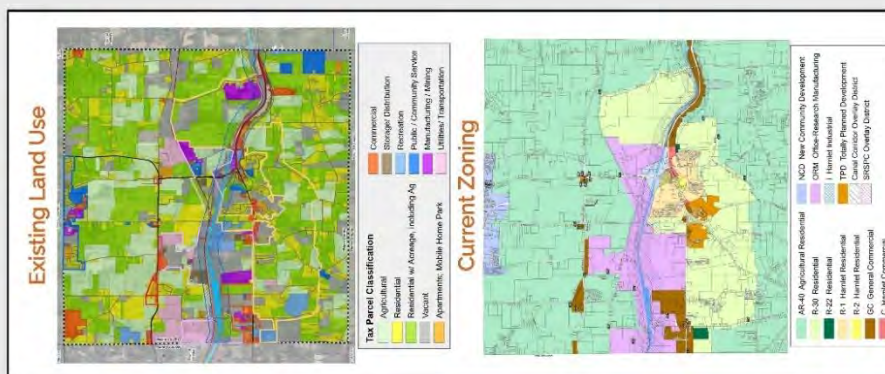 Existing Land Use
Tax Parcel Classification
Agricultural
Residential
Residential w/ Acreage, including Ag
Vacant
Apartments; Mobile Home Park
Commercial
Storage/ Distribution
Recreation
Public / Community Service
Manufacturing / Mining
Utilities/ Transportation
Current Zoning
AR-40 Agricultural Residential
R-30 Residential
R-22 Residential
R-1 Hamlet Residential
R-2 Hamlet Residential
GC General Commercial
NCD New Community Development
ORM Office-Research Manufacturing
I Hamlet Industrial
TPD Totally Planned Development
Canal Corridor Overlay District